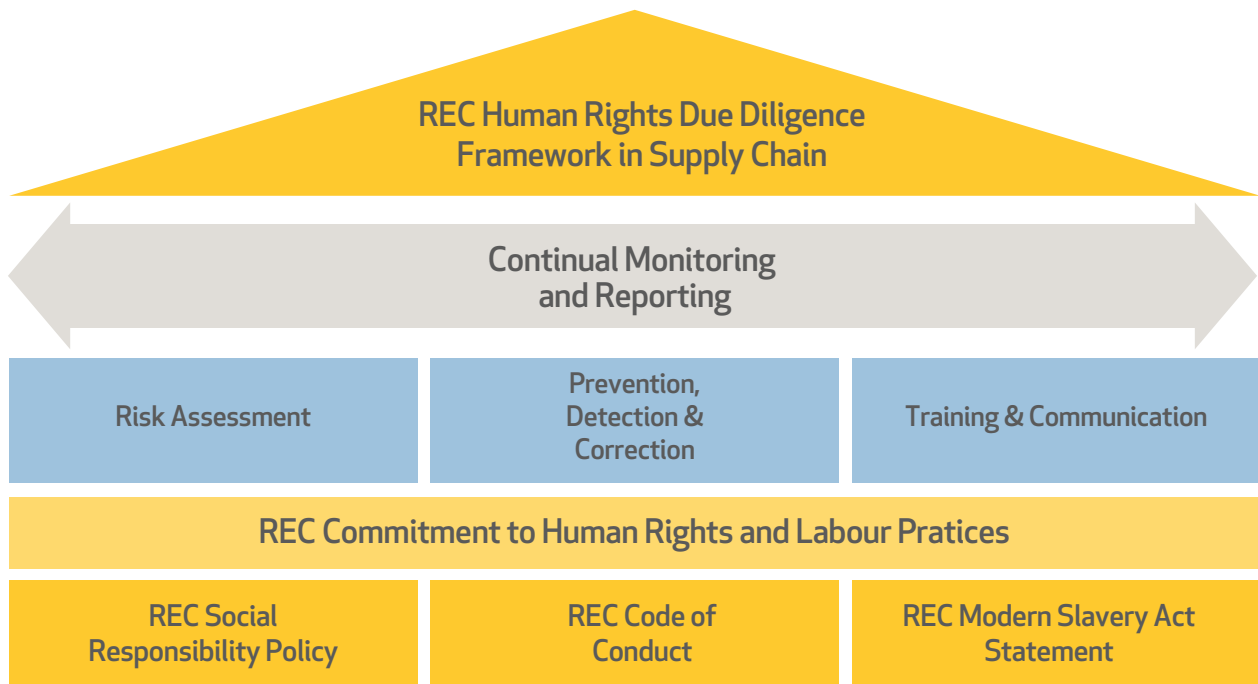 REC Human Rights Due Diligence
Framework in Supply Chain
Continual Monitoring
and Reporting
Risk Assessment
Prevention,
Detection &
Correction
Training & Communication
REC Commitment to Human Rights and Labour Pratices
REC Social
Responsibility Policy
REC Code of
Conduct
REC Modern Slavery Act
Statement